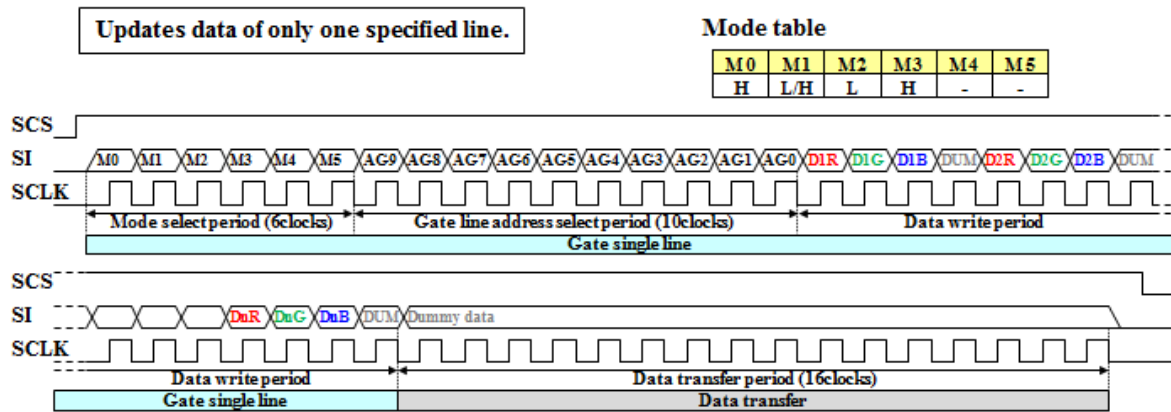 Updates data of only one specified line.
Mode table
M0 M1 M2 M3 M4 M5
H L/H L H - -
SCS
SI M0 M1 M2 M3 M4 M5 AG9 AG8 AG7 AG6 AG5 AG4 AG3 AG2 AG1 AG0 D1R D1G D1B DUM D2R D2G D2B DUM
SCLK
Mode select period (6clocks) Gate line address select period (10clocks) Data write period
Gate single line
SCS
SI DnR DnG DnB DUM Dummy data
SCLK
Data write period Data transfer period (16clocks)
Gate single line Data transfer